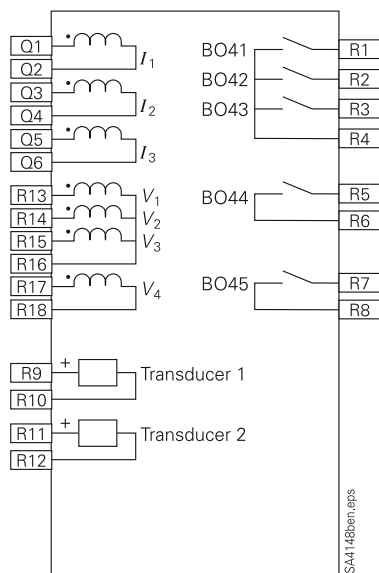 Q1
Q2
I1
Q3
Q4
I2
Q5
Q6
I3
R13
V1
R14
V2
R15
V3
R16
R17
V4
R18
R9
+
Transducer 1
R10
R11
+
Transducer 2
R12
BO41
R1
BO42
R2
BO43
R3
R4
BO44
R5
R6
BO45
R7
R8
SA4148ben.eps